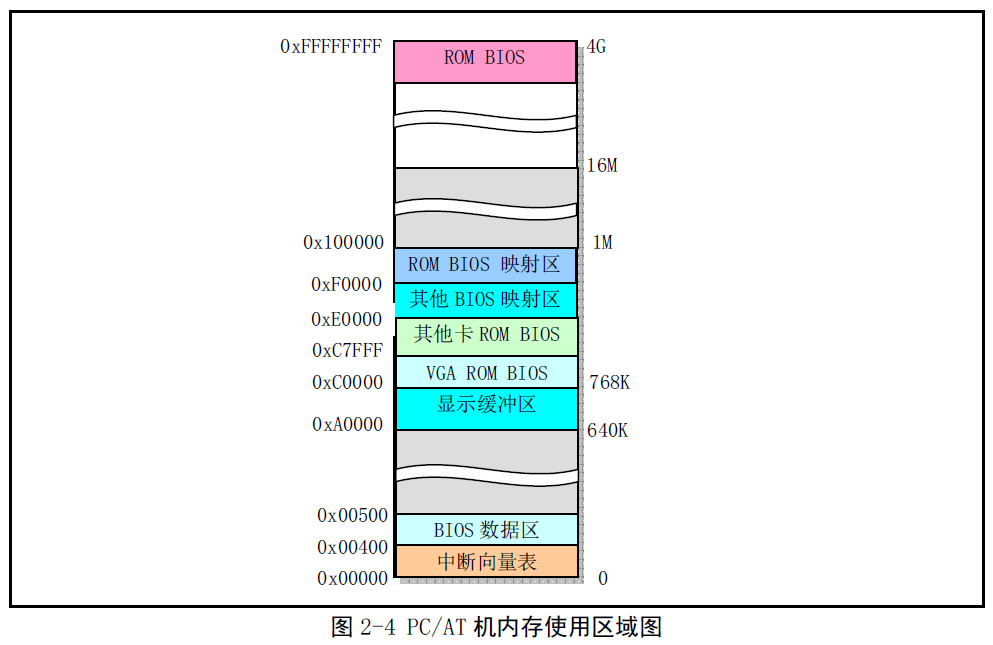 0xFFFFFFFF ROM BIOS 4G
16M
0x100000 1M
ROM BIOS 映射区
0xF0000
其他 BIOS 映射区
0xE0000
其他卡 ROM BIOS
0xC7FFF
VGA ROM BIOS
0xC0000 768K
显示缓冲区
0xA0000 640K
0x00500
BIOS 数据区
0x00400
中断向量表
0x00000 0
图 2-4 PC/AT 机内存使用区域图